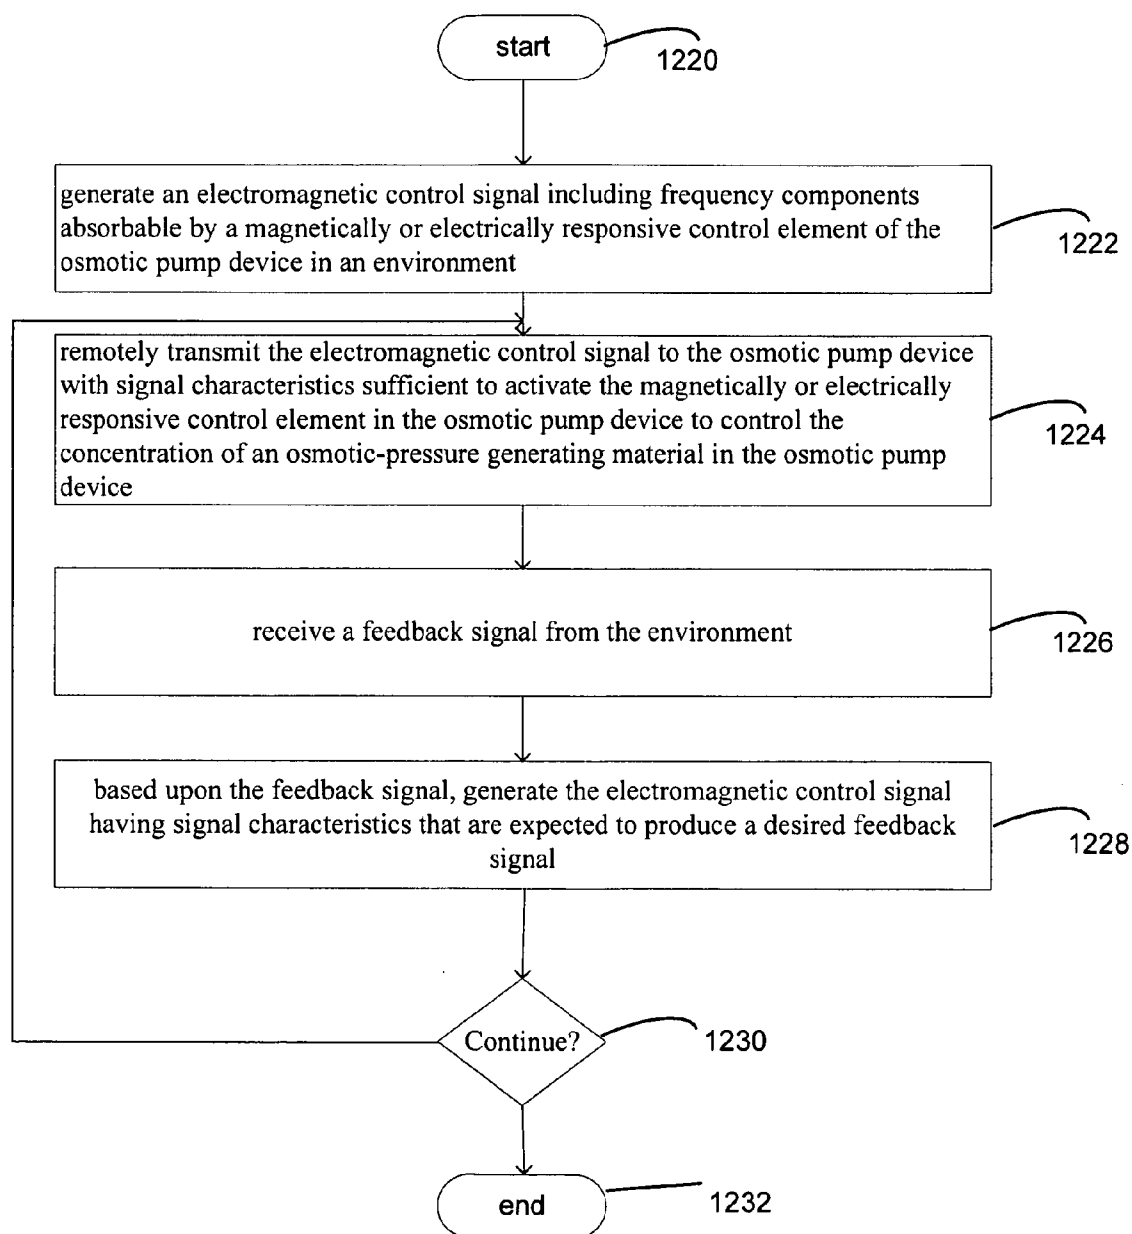 start
1220
generate an electromagnetic control signal including frequency components
absorbable by a magnetically or electrically responsive control element of the
osmotic pump device in an environment
1222
remotely transmit the electromagnetic control signal to the osmotic pump device
with signal characteristics sufficient to activate the magnetically or electrically
responsive control element in the osmotic pump device to control the
concentration of an osmotic-pressure generating material in the osmotic pump
device
1224
receive a feedback signal from the environment
1226
based upon the feedback signal, generate the electromagnetic control signal
having signal characteristics that are expected to produce a desired feedback
signal
1228
Continue?
1230
end
1232